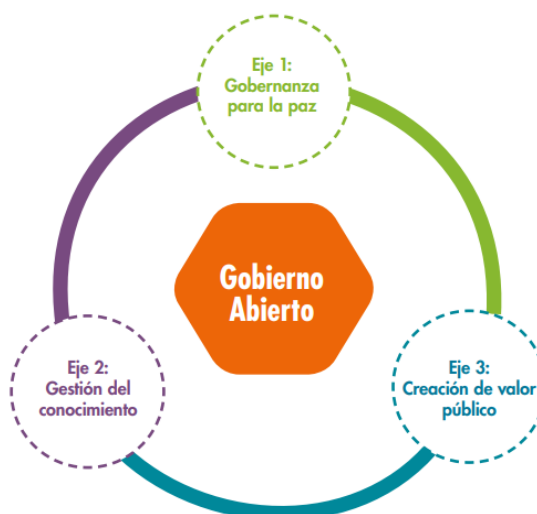 Eje 1:
Gobernanza
para la paz
Gobierno
Abierto
Eje 2:
Gestión del
conocimiento
Eje 3:
Creación de valor
público